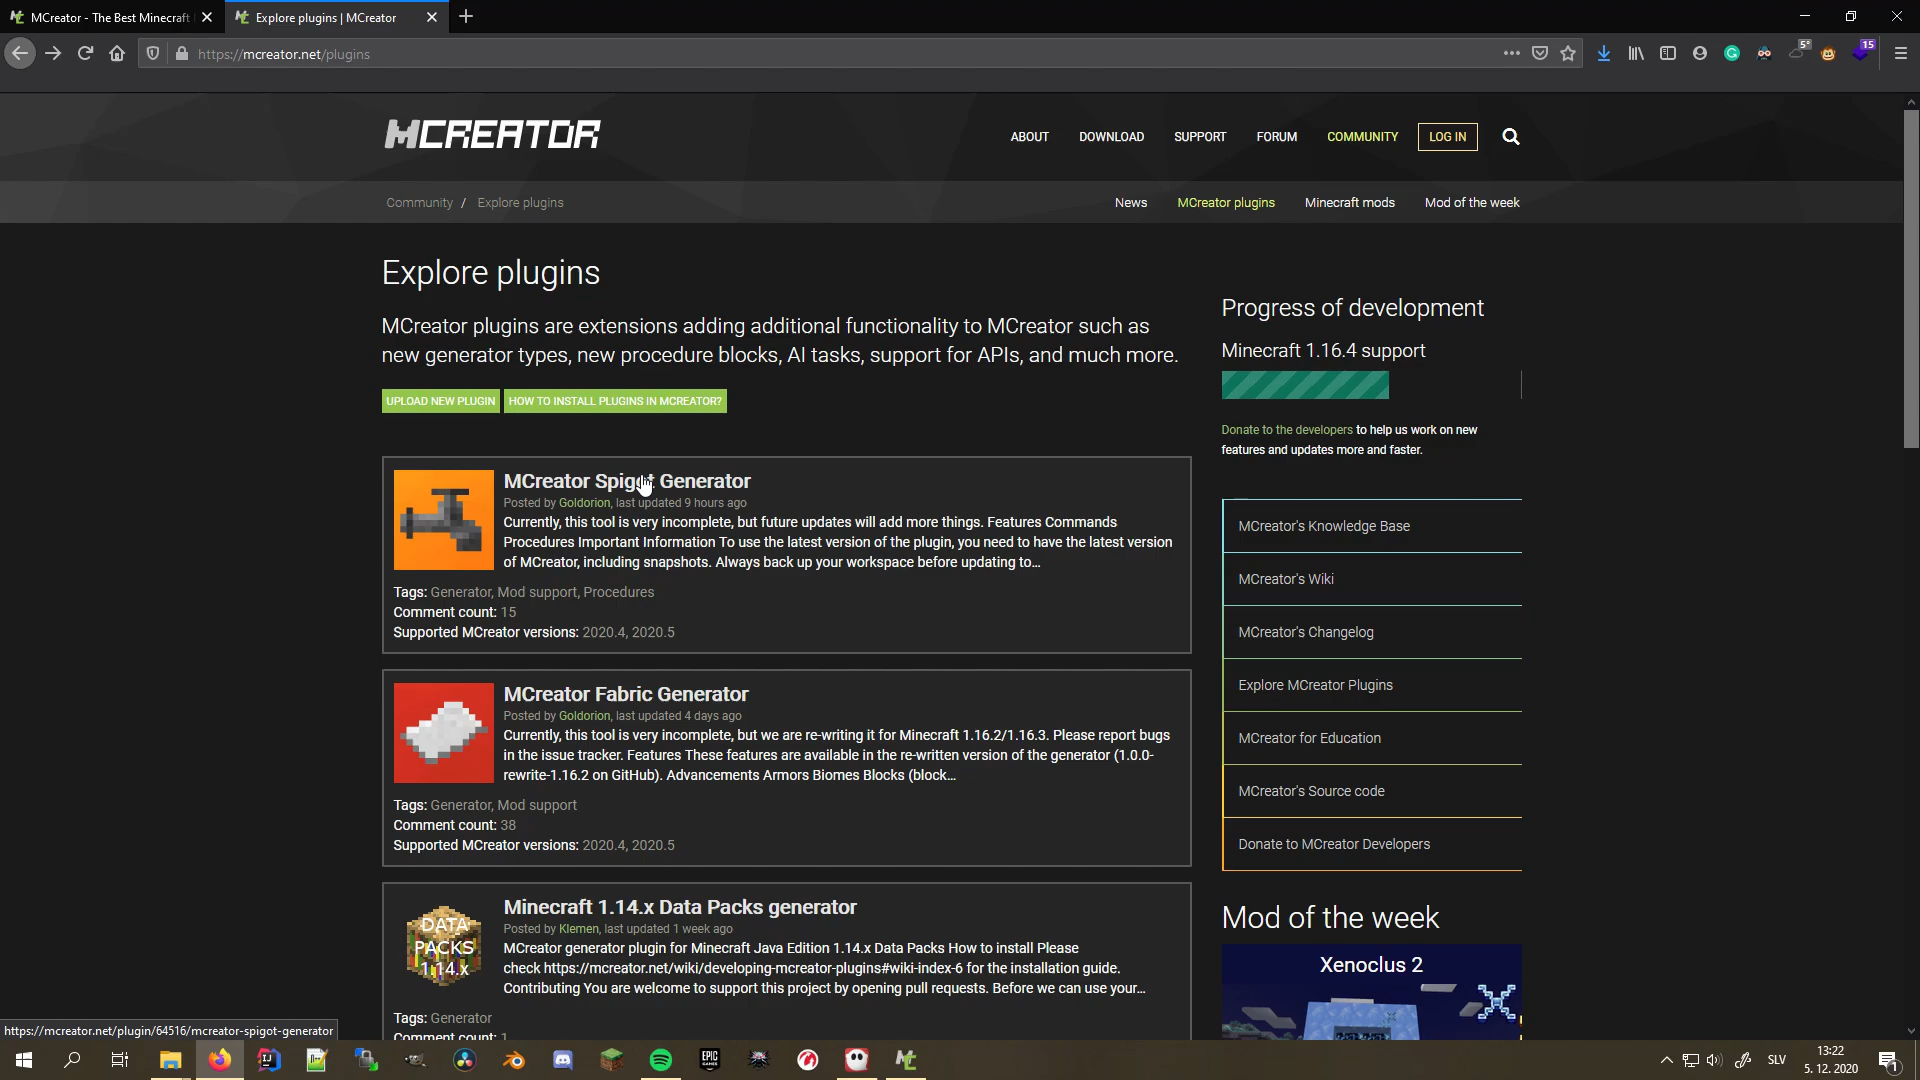 MCreator - The Best Minecraft
Explore plugins | MCreator
https://mcreator.net/plugins
5°
15
MCREATOR
ABOUT
DOWNLOAD
SUPPORT
FORUM
COMMUNITY
LOG IN
Community / Explore plugins
News
MCreator plugins
Minecraft mods
Mod of the week
Explore plugins
MCreator plugins are extensions adding additional functionality to MCreator such as
new generator types, new procedure blocks, AI tasks, support for APIs, and much more.
UPLOAD NEW PLUGIN
HOW TO INSTALL PLUGINS IN MCREATOR?
MCreator Spigot Generator
Posted by Goldorion, last updated 9 hours ago
Currently, this tool is very incomplete, but future updates will add more things. Features Commands
Procedures Important Information To use the latest version of the plugin, you need to have the latest version
of MCreator, including snapshots. Always back up your workspace before updating to...
Tags: Generator, Mod support, Procedures
Comment count: 15
Supported MCreator versions: 2020.4, 2020.5
MCreator Fabric Generator
Posted by Goldorion, last updated 4 days ago
Currently, this tool is very incomplete, but we are re-writing it for Minecraft 1.16.2/1.16.3. Please report bugs
in the issue tracker. Features These features are available in the re-written version of the generator (1.0.0-
rewrite-1.16.2 on GitHub). Advancements Armors Biomes Blocks (block...
Tags: Generator, Mod support
Comment count: 38
Supported MCreator versions: 2020.4, 2020.5
DATA
PACKS
1.14.x
Minecraft 1.14.x Data Packs generator
Posted by Klemen, last updated 1 week ago
MCreator generator plugin for Minecraft Java Edition 1.14.x Data Packs How to install Please
check https://mcreator.net/wiki/developing-mcreator-plugins#wiki-index-6 for the installation guide.
Contributing You are welcome to support this project by opening pull requests. Before we can use your...
Tags: Generator
Comment count: 1
Progress of development
Minecraft 1.16.4 support
Donate to the developers to help us work on new
features and updates more and faster.
MCreator's Knowledge Base
MCreator's Wiki
MCreator's Changelog
Explore MCreator Plugins
MCreator for Education
MCreator's Source code
Donate to MCreator Developers
Mod of the week
Xenoclus 2
https://mcreator.net/plugin/64516/mcreator-spigot-generator
EPIC
GAMES
SLV
13:22
5. 12. 2020
1